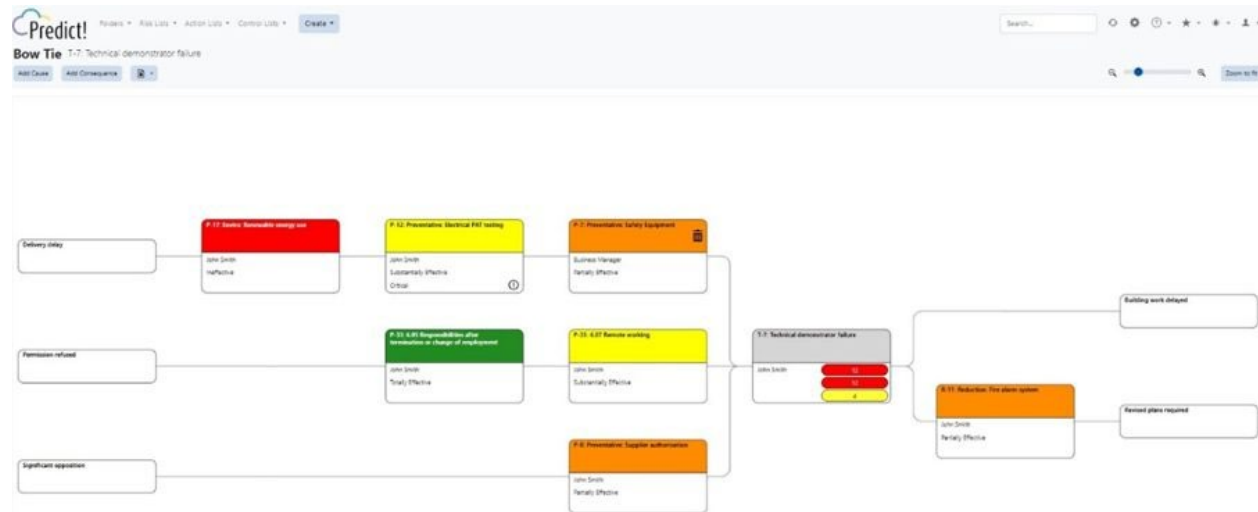 Predict!
Folders Risk Lists Action Lists Control Lists Create
Search...
Bow Tie T-7: Technical demonstrator failure
Add Cause Add Consequence
Zoom to fit
Delivery delay
P-17: Enviro: Renewable energy use
John Smith
Ineffective
P-12: Preventative: Electrical PAT testing
John Smith
Substantially Effective
Critical
P-7: Preventative: Safety Equipment
Business Manager
Partially Effective
Permission refused
P-33: 6.05 Responsibilities after
termination or change of employment
John Smith
Totally Effective
P-35: 6.07 Remote working
John Smith
Substantially Effective
T-7: Technical demonstrator failure
John Smith
12
12
4
Building work delayed
R-11: Reduction: Fire alarm system
John Smith
Partially Effective
Revised plans required
Significant opposition
P-8: Preventative: Supplier authorisation
John Smith
Partially Effective